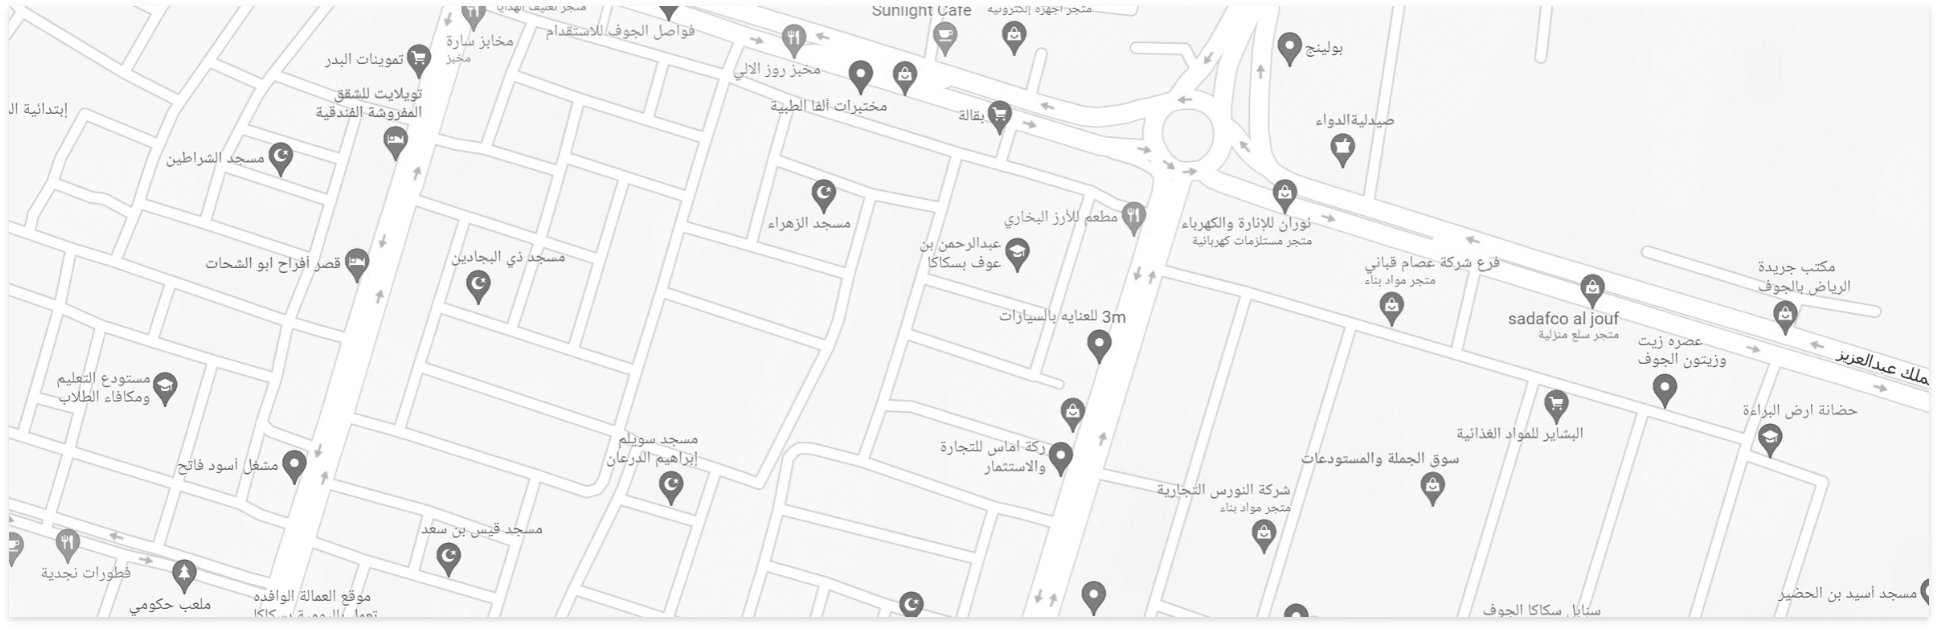 متجر تغليف الهدايا
Sunlight Cafe
متجر أجهزة إلكترونية
فواصل الجوف للاستقدام
مخابز سارة
مخبز
بولينج
تموينات البدر
مخبز روز الالي
تويلايت للشقق
المفروشة الفندقية
مختبرات ألفا الطبية
بقالة
صيدليةالدواء
إبتدائية
مسجد الشراطين
مسجد الزهراء
مطعم للأرز البخاري
نوران للإنارة والكهرباء
متجر مستلزمات كهربائية
عبدالرحمن بن
عوف بسكاكا
مسجد ذي البجادين
قصر أفراح ابو الشحات
فرع شركة عصام قباني
متجر مواد بناء
مكتب جريدة
الرياض بالجوف
3m للعنايه بالسيارات
sadafco al jouf
متجر سلع منزلية
عصره زيت
وزيتون الجوف
ملك عبدالعزيز
مستودع التعليم
ومكافاء الطلاب
حضانة ارض البراءة
البشاير للمواد الغذائية
مسجد سويلم
إبراهيم الدرعان
ركة اماس للتجارة
والاستثمار
سوق الجملة والمستودعات
مشغل أسود فاتح
شركة النورس التجارية
متجر مواد بناء
مسجد قيس بن سعد
فطورات نجدية
ملعب حكومي
موقع العمالة الوافده
مسجد أسيد بن الحضير
سنابل سكاكا الجوف